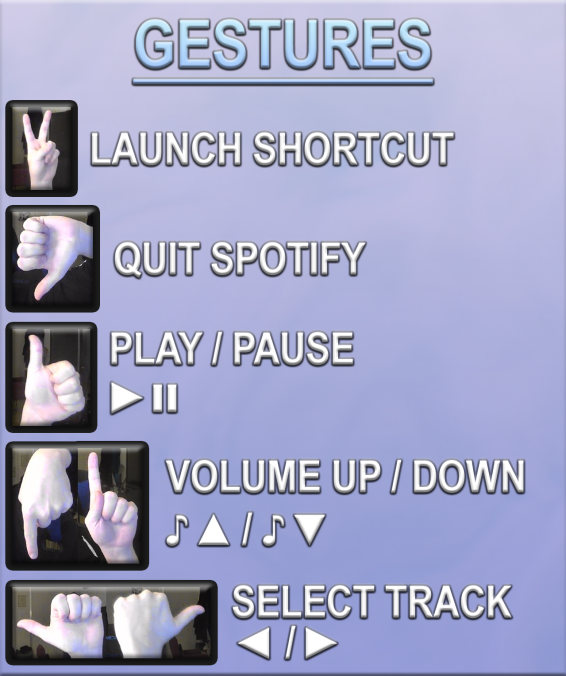 GESTURES
LAUNCH SHORTCUT
QUIT SPOTIFY
PLAY / PAUSE
VOLUME UP / DOWN
♪▲/♪▼
SELECT TRACK
◀/▶